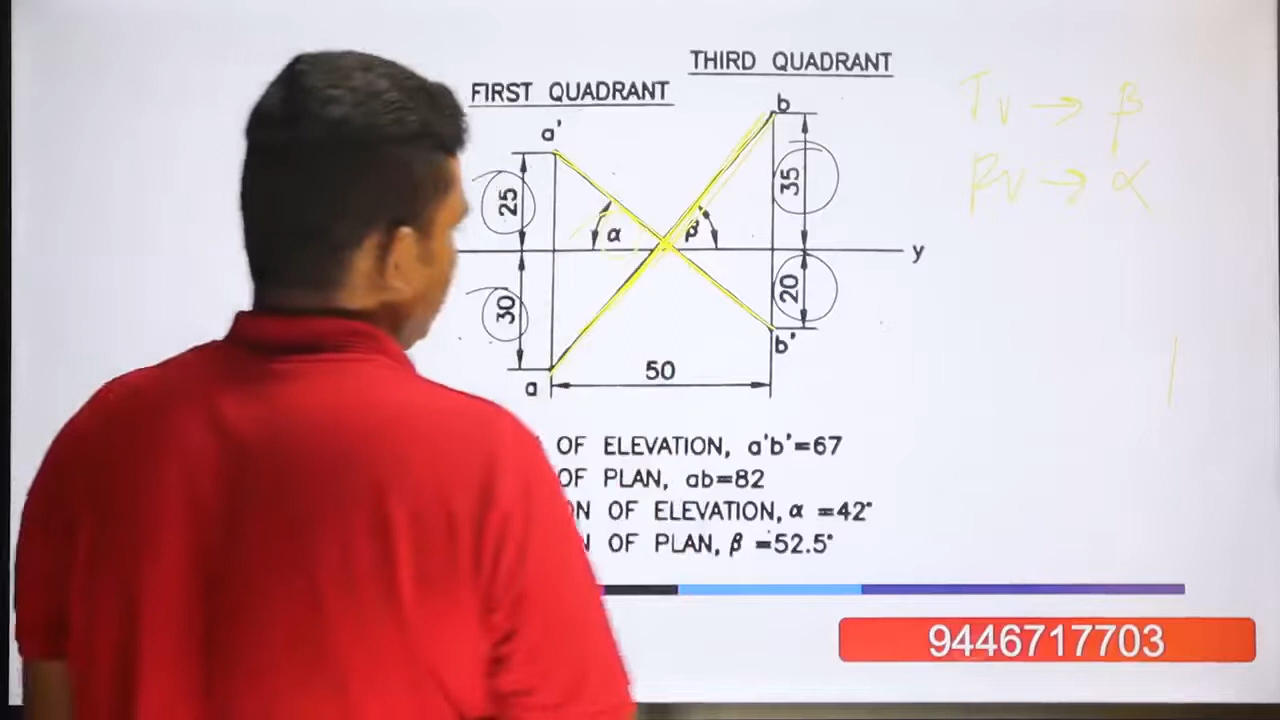 THIRD QUADRANT
FIRST QUADRANT
b
a'
25
35
α
β
y
30
20
b'
a
50
Tv → β
Fv → α
OF ELEVATION, a'b'=67
OF PLAN, ab=82
OF ELEVATION, α =42°
OF PLAN, β =52.5°
9446717703